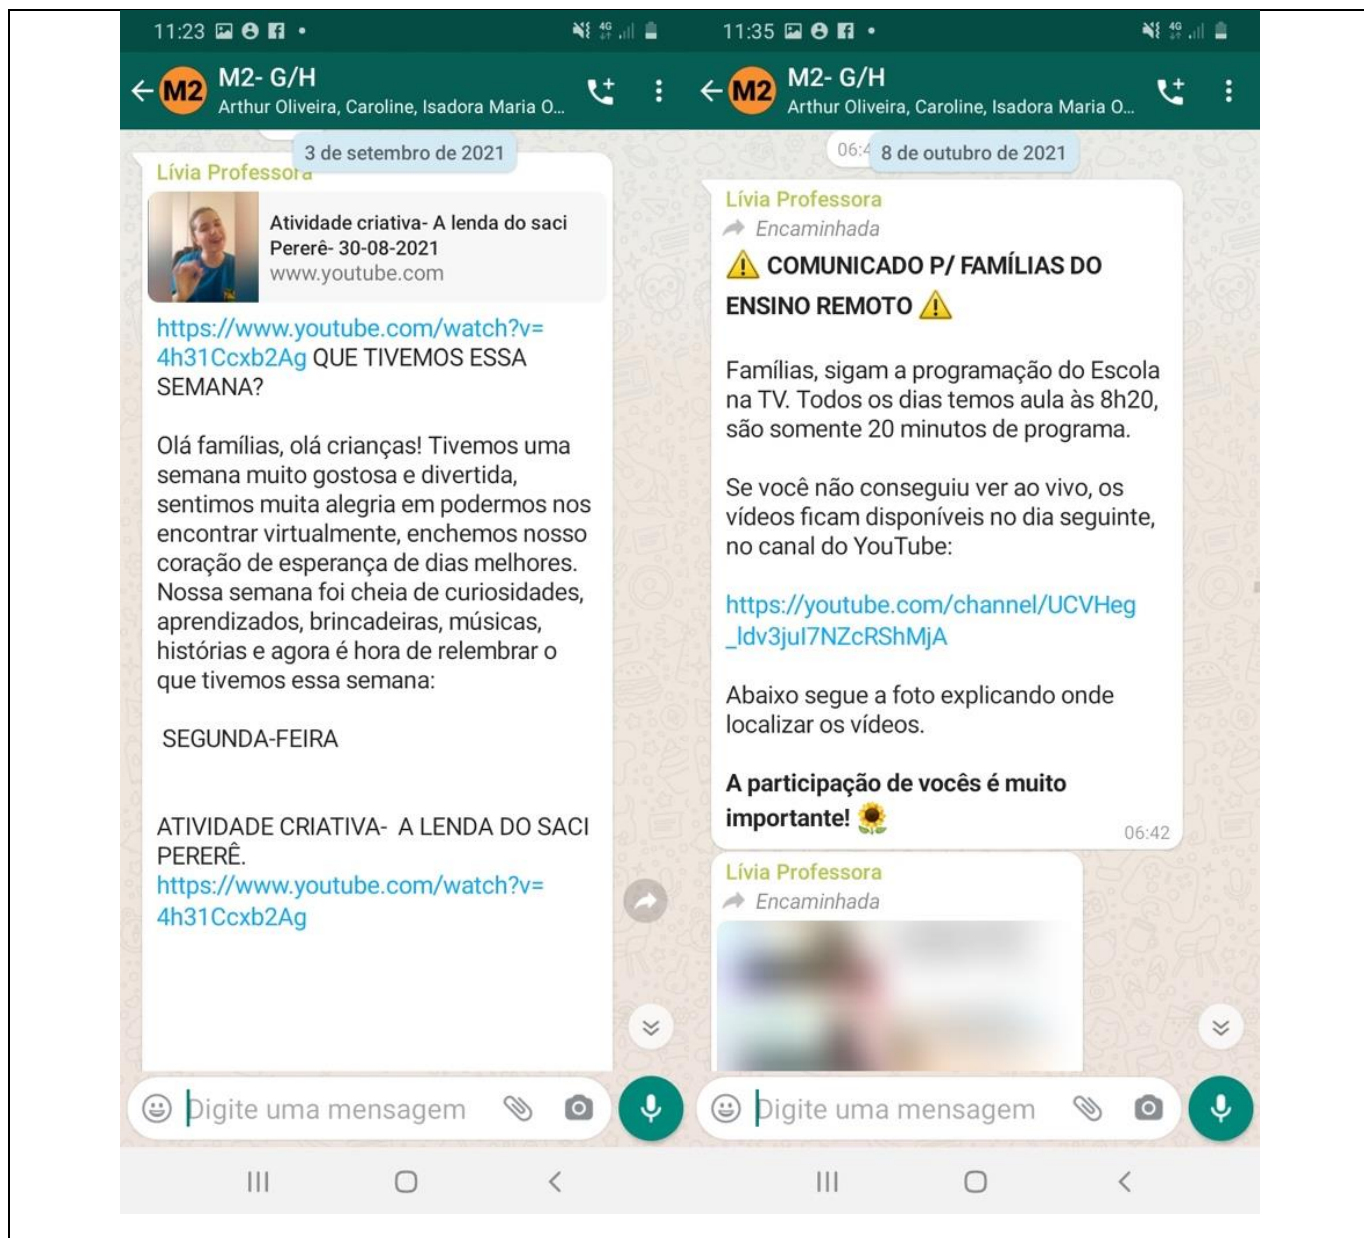 11:23
M2
M2- G/H
Arthur Oliveira, Caroline, Isadora Maria O...
3 de setembro de 2021
Lívia Professora
Atividade criativa- A lenda do saci
Pererê- 30-08-2021
www.youtube.com
https://www.youtube.com/watch?v=
4h31Ccxb2Ag QUE TIVEMOS ESSA
SEMANA?
Olá famílias, olá crianças! Tivemos uma
semana muito gostosa e divertida,
sentimos muita alegria em podermos nos
encontrar virtualmente, enchemos nosso
coração de esperança de dias melhores.
Nossa semana foi cheia de curiosidades,
aprendizados, brincadeiras, músicas,
histórias e agora é hora de relembrar o
que tivemos essa semana:
SEGUNDA-FEIRA
ATIVIDADE CRIATIVA- A LENDA DO SACI
PERERÊ.
https://www.youtube.com/watch?v=
4h31Ccxb2Ag
Digite uma mensagem
11:35
M2
M2- G/H
Arthur Oliveira, Caroline, Isadora Maria O...
8 de outubro de 2021
Lívia Professora
Encaminhada
⚠️ COMUNICADO P/ FAMÍLIAS DO
ENSINO REMOTO ⚠️
Famílias, sigam a programação do Escola
na TV. Todos os dias temos aula às 8h20,
são somente 20 minutos de programa.
Se você não conseguiu ver ao vivo, os
vídeos ficam disponíveis no dia seguinte,
no canal do YouTube:
https://youtube.com/channel/UCVHeg
_ldv3juI7NZcRShMjA
Abaixo segue a foto explicando onde
localizar os vídeos.
A participação de vocês é muito
importante! 🌻
06:42
Lívia Professora
Encaminhada
Digite uma mensagem